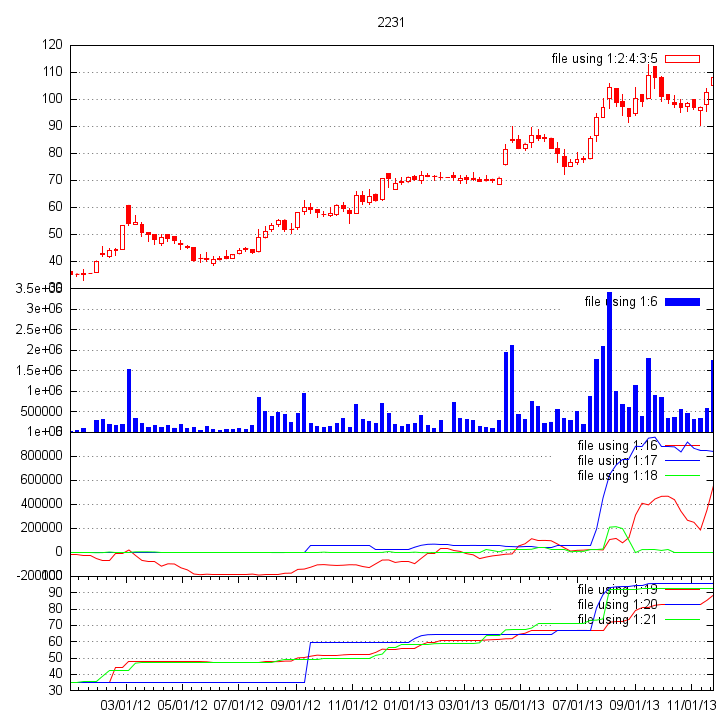 2231
120
file using 1:2:4:3:5
110
100
90
80
70
60
50
40
30
3.5e+06
file using 1:6
3e+06
2.5e+06
2e+06
1.5e+06
1e+06
500000
0
1e+06
file using 1:16
800000
file using 1:17
file using 1:18
600000
400000
200000
0
-200000
100
file using 1:19
90
file using 1:20
80
file using 1:21
70
60
50
40
30
03/01/12 05/01/12 07/01/12 09/01/12 11/01/12 01/01/13 03/01/13 05/01/13 07/01/13 09/01/13 11/01/13